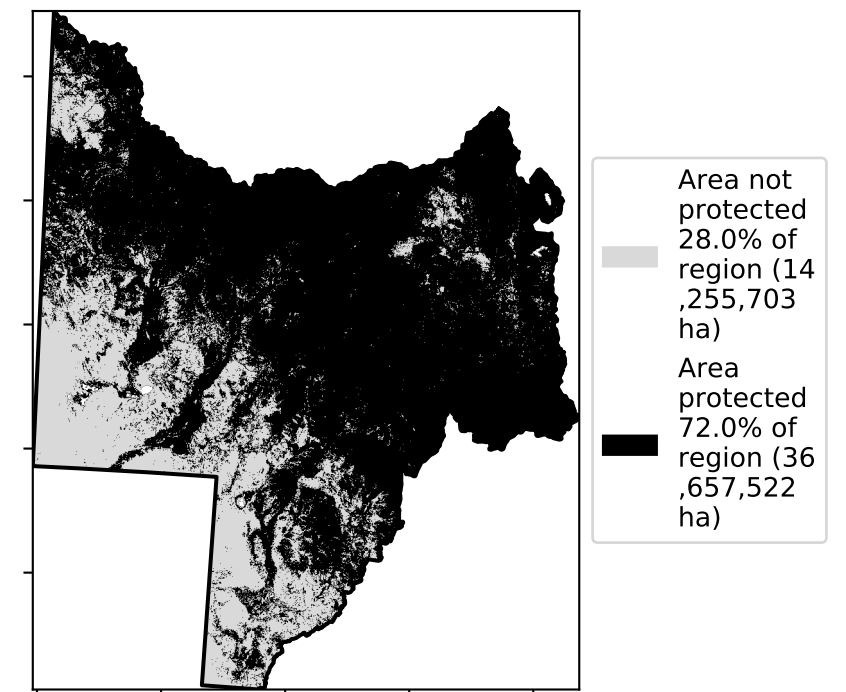 Area not
protected
28.0% of
region (14
,255,703
ha)
Area
protected
72.0% of
region (36
,657,522
ha)